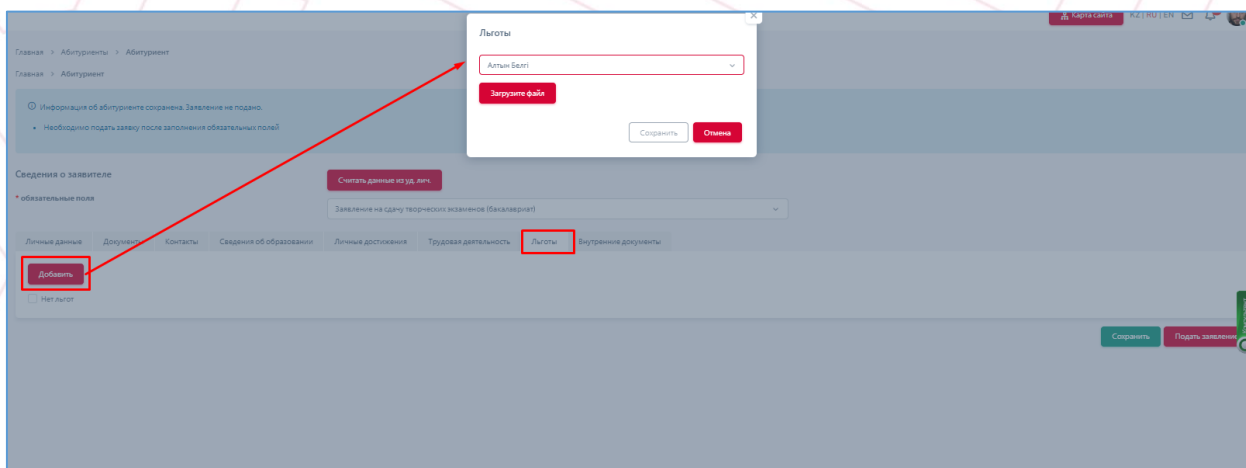 Карта сайта KZ | RU | EN
Главная > Абитуриенты > Абитуриент
Главная > Абитуриент
Информация об абитуриенте сохранена. Заявление не подано.
• Необходимо подать заявку после заполнения обязательных полей
Льготы
Алтын Белгі
Загрузите файл
Сохранить Отмена
Сведения о заявителе
Считать данные из уд. лич.
* обязательные поля
Заявление на сдачу творческих экзаменов (бакалавриат)
Личные данные Документы Контакты Сведения об образовании Личные достижения Трудовая деятельность Льготы Внутренние документы
Добавить
Нет льгот
Сохранить Подать заявление